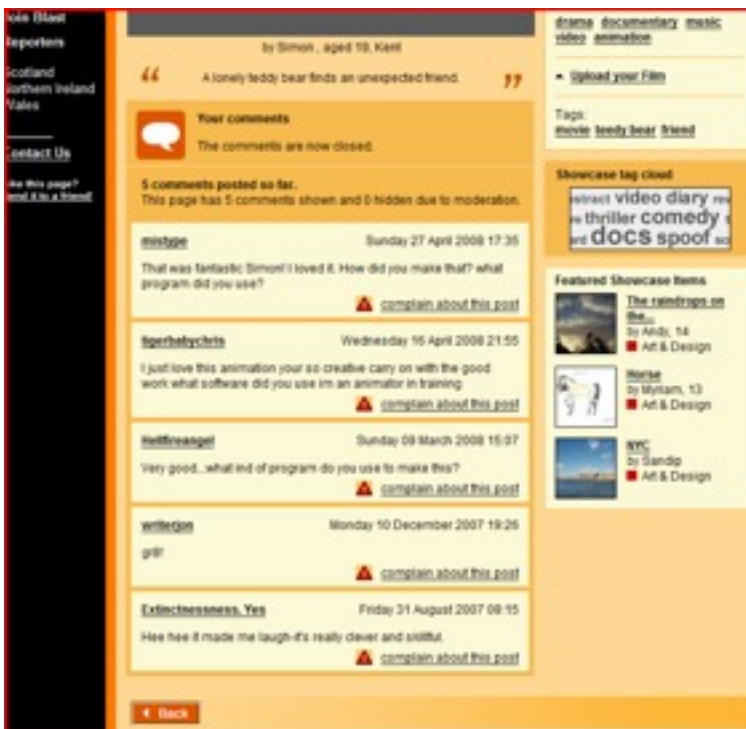 Join Blast
Reporters
Scotland
Northern Ireland
Wales
Contact Us
like this page?
send it to a friend!
by Simon , aged 19, Kent
“ A lonely teddy bear finds an unexpected friend. ”
Your comments
The comments are now closed.
5 comments posted so far.
This page has 5 comments shown and 0 hidden due to moderation.
mistype Sunday 27 April 2008 17:35
That was fantastic Simon! I loved it. How did you make that? what
program did you use?
complain about this post
tigerbabychris Wednesday 16 April 2008 21:55
I just love this animation your so creative carry on with the good
work what software did you use im an animator in training
complain about this post
Hellfireangel Sunday 09 March 2008 15:07
Very good...what ind of program do you use to make this?
complain about this post
writerjon Monday 10 December 2007 19:26
complain about this post
Extinctnessness, Yes Friday 31 August 2007 09:15
Hee hee it made me laugh-it's really clever and skillful.
complain about this post
Back
drama documentary music
video animation
Upload your Film
Tags:
movie teedy bear friend
Showcase tag cloud
video diary
thriller comedy
docs spoof
Featured Showcase Items
The raindrops on
the...
by Andy, 14
Art & Design
Horse
by Myriam, 13
Art & Design
NYC
by Sandip
Art & Design